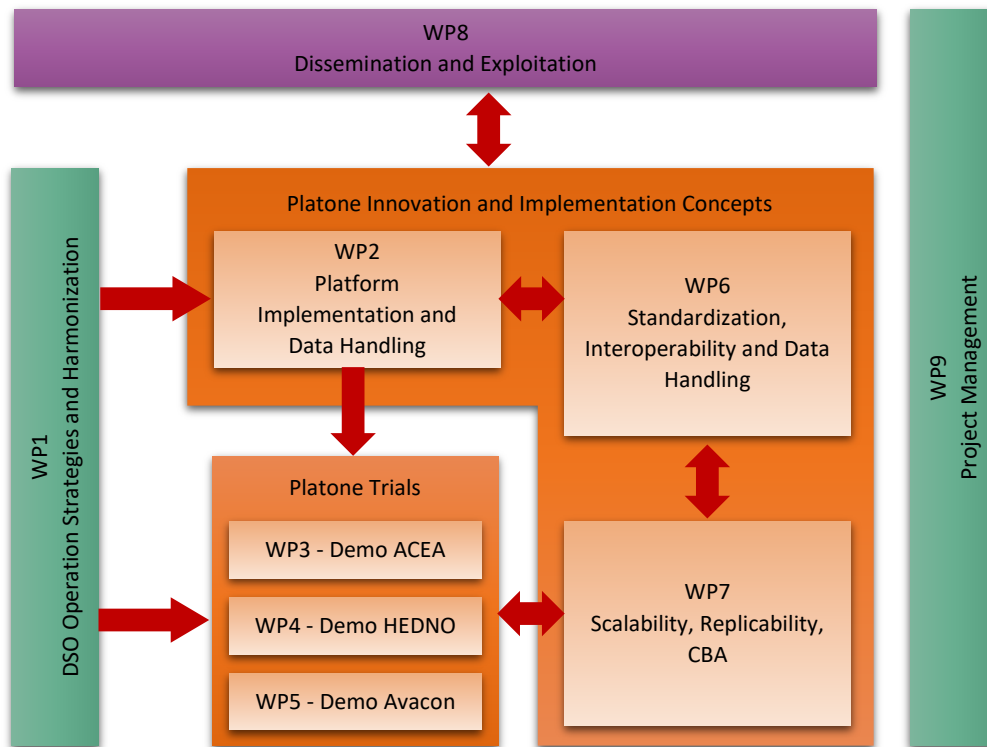 WP8
Dissemination and Exploitation
WP1
DSO Operation Strategies and Harmonization
Platone Innovation and Implementation Concepts
WP2
Platform
Implementation and
Data Handling
WP6
Standardization,
Interoperability and Data
Handling
Platone Trials
WP3 - Demo ACEA
WP4 - Demo HEDNO
WP5 - Demo Avacon
WP7
Scalability, Replicability,
CBA
WP9
Project Management